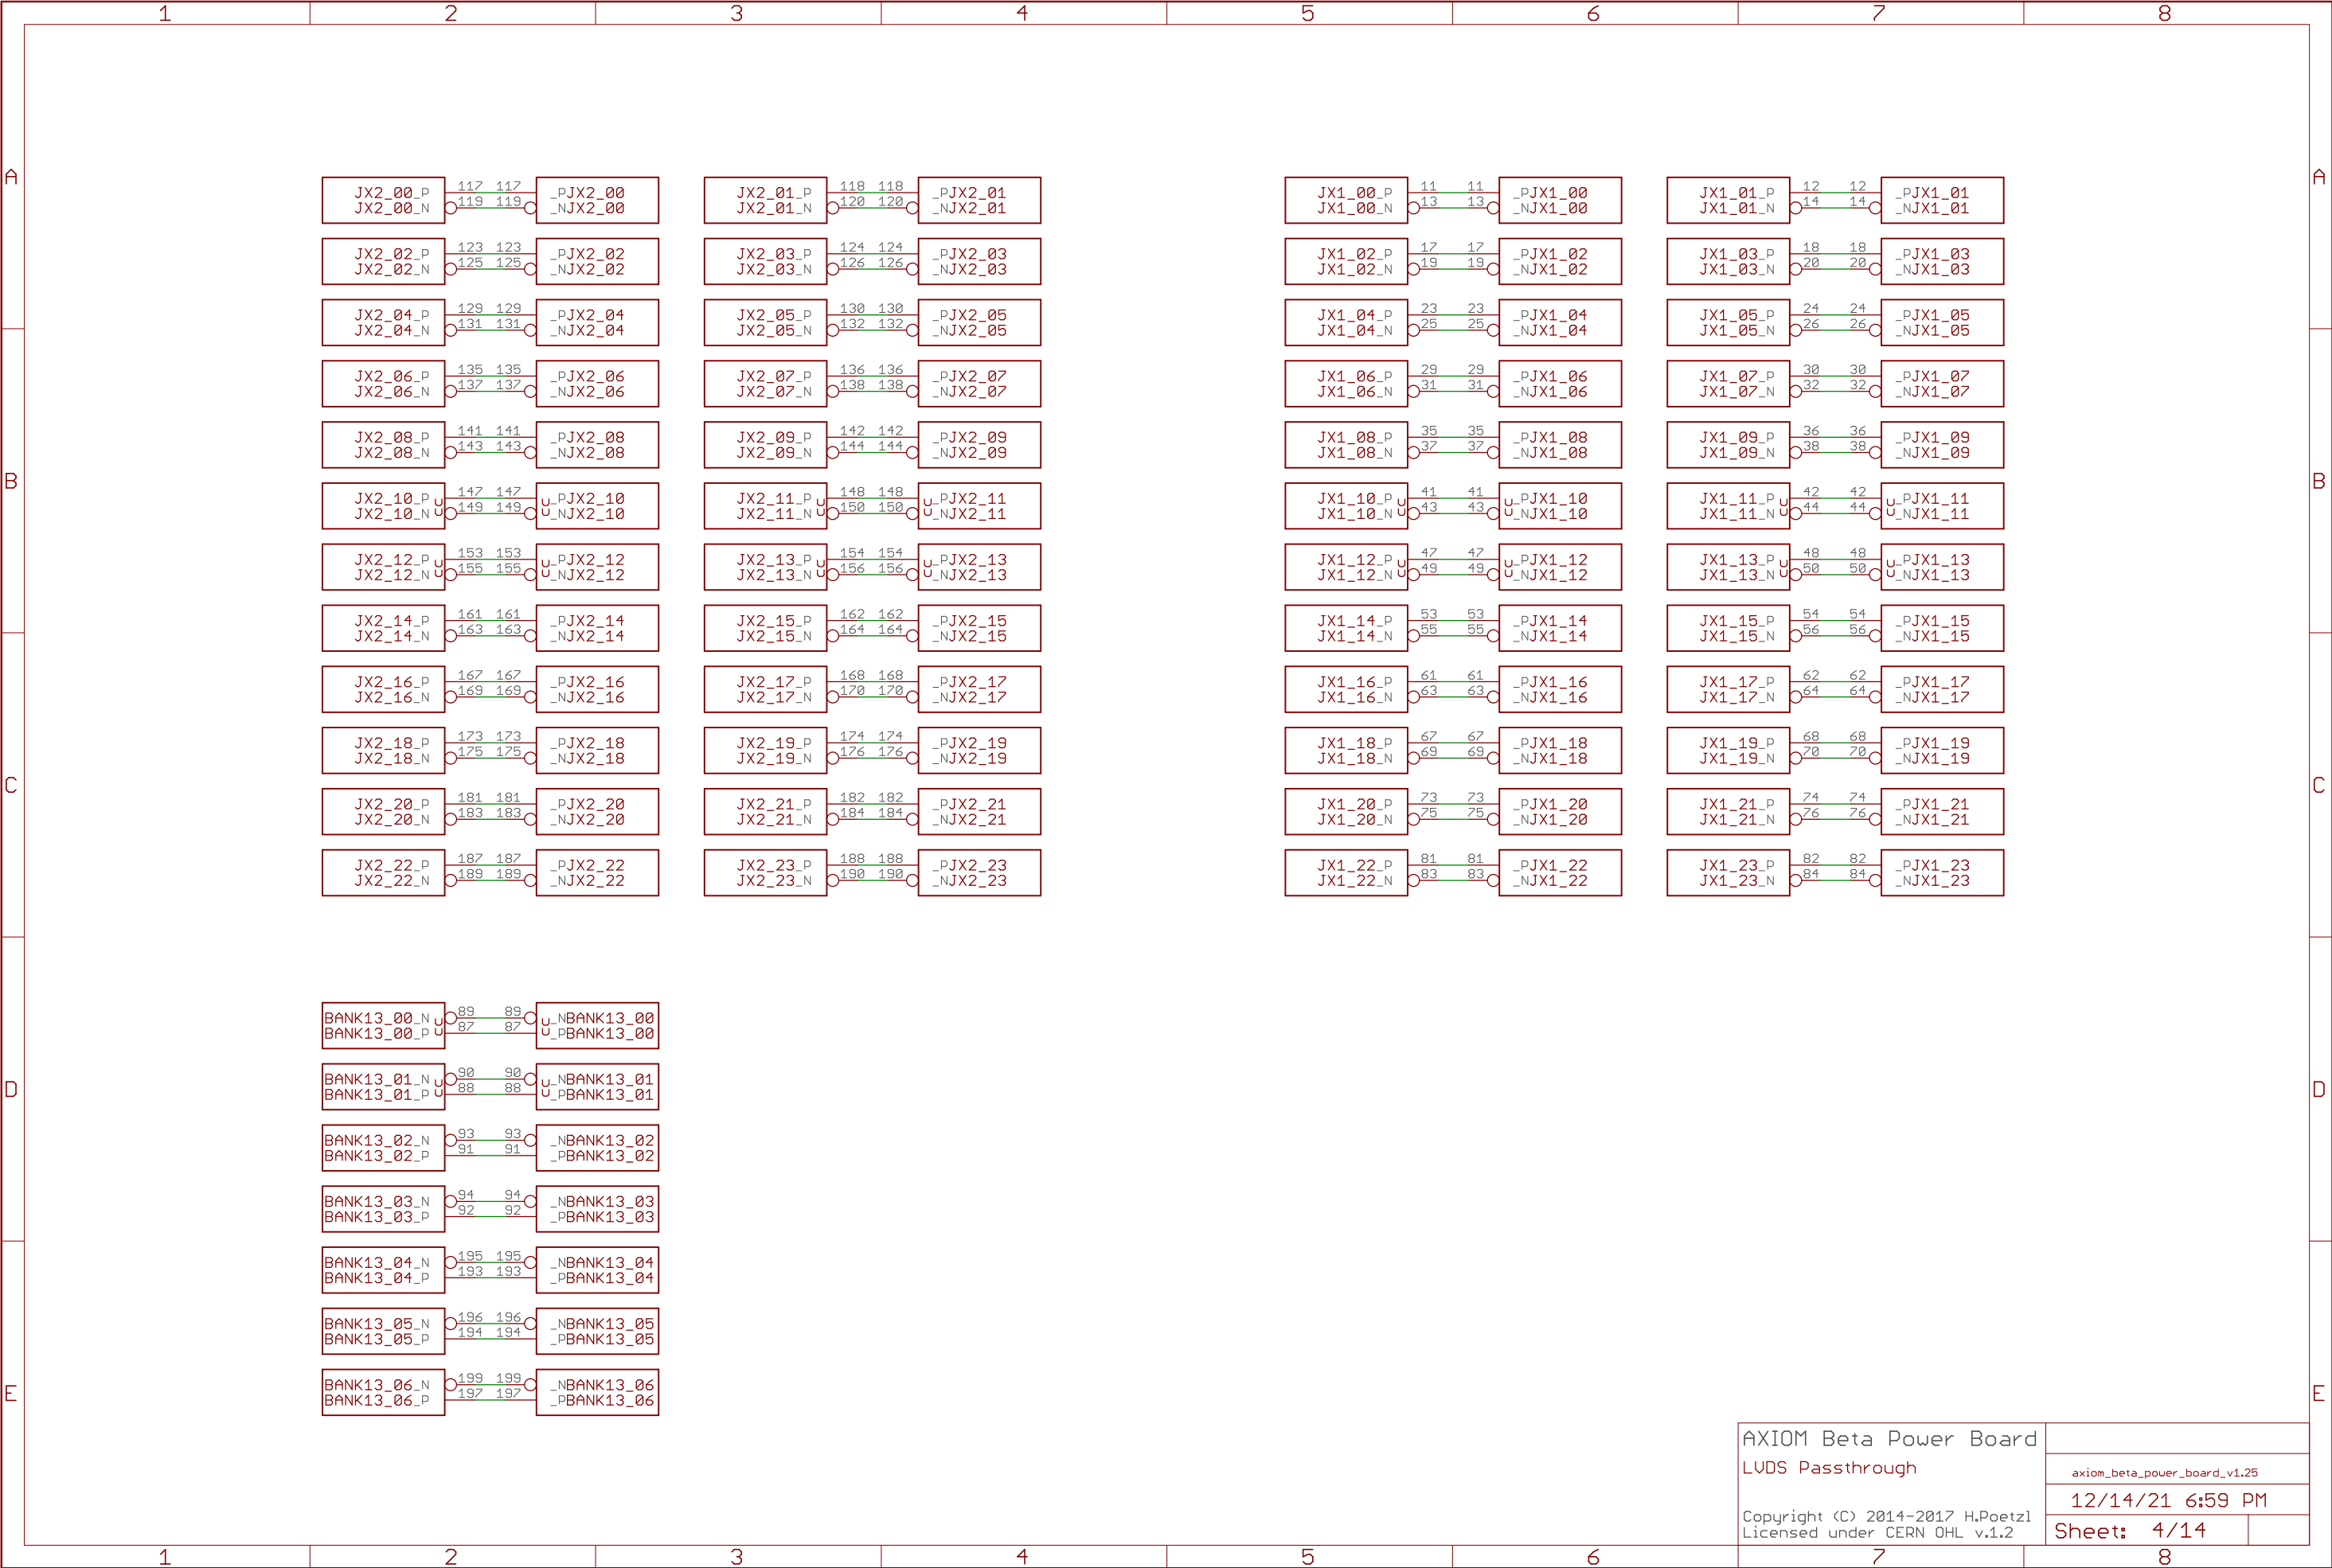 1 2 3 4 5 6 7 8
A A
JX2_00_P 117 117 _PJX2_00 JX2_01_P 118 118 _PJX2_01 JX1_00_P 11 11 _PJX1_00 JX1_01_P 12 12 _PJX1_01
JX2_00_N 119 119 _NJX2_00 JX2_01_N 120 120 _NJX2_01 JX1_00_N 13 13 _NJX1_00 JX1_01_N 14 14 _NJX1_01
JX2_02_P 123 123 _PJX2_02 JX2_03_P 124 124 _PJX2_03 JX1_02_P 17 17 _PJX1_02 JX1_03_P 18 18 _PJX1_03
JX2_02_N 125 125 _NJX2_02 JX2_03_N 126 126 _NJX2_03 JX1_02_N 19 19 _NJX1_02 JX1_03_N 20 20 _NJX1_03
JX2_04_P 129 129 _PJX2_04 JX2_05_P 130 130 _PJX2_05 JX1_04_P 23 23 _PJX1_04 JX1_05_P 24 24 _PJX1_05
JX2_04_N 131 131 _NJX2_04 JX2_05_N 132 132 _NJX2_05 JX1_04_N 25 25 _NJX1_04 JX1_05_N 26 26 _NJX1_05
JX2_06_P 135 135 _PJX2_06 JX2_07_P 136 136 _PJX2_07 JX1_06_P 29 29 _PJX1_06 JX1_07_P 30 30 _PJX1_07
JX2_06_N 137 137 _NJX2_06 JX2_07_N 138 138 _NJX2_07 JX1_06_N 31 31 _NJX1_06 JX1_07_N 32 32 _NJX1_07
JX2_08_P 141 141 _PJX2_08 JX2_09_P 142 142 _PJX2_09 JX1_08_P 35 35 _PJX1_08 JX1_09_P 36 36 _PJX1_09
JX2_08_N 143 143 _NJX2_08 JX2_09_N 144 144 _NJX2_09 JX1_08_N 37 37 _NJX1_08 JX1_09_N 38 38 _NJX1_09
B B
JX2_10_P 147 147 _PJX2_10 JX2_11_P 148 148 _PJX2_11 JX1_10_P 41 41 _PJX1_10 JX1_11_P 42 42 _PJX1_11
JX2_10_N 149 149 _NJX2_10 JX2_11_N 150 150 _NJX2_11 JX1_10_N 43 43 _NJX1_10 JX1_11_N 44 44 _NJX1_11
JX2_12_P 153 153 _PJX2_12 JX2_13_P 154 154 _PJX2_13 JX1_12_P 47 47 _PJX1_12 JX1_13_P 48 48 _PJX1_13
JX2_12_N 155 155 _NJX2_12 JX2_13_N 156 156 _NJX2_13 JX1_12_N 49 49 _NJX1_12 JX1_13_N 50 50 _NJX1_13
JX2_14_P 161 161 _PJX2_14 JX2_15_P 162 162 _PJX2_15 JX1_14_P 53 53 _PJX1_14 JX1_15_P 54 54 _PJX1_15
JX2_14_N 163 163 _NJX2_14 JX2_15_N 164 164 _NJX2_15 JX1_14_N 55 55 _NJX1_14 JX1_15_N 56 56 _NJX1_15
JX2_16_P 167 167 _PJX2_16 JX2_17_P 168 168 _PJX2_17 JX1_16_P 61 61 _PJX1_16 JX1_17_P 62 62 _PJX1_17
JX2_16_N 169 169 _NJX2_16 JX2_17_N 170 170 _NJX2_17 JX1_16_N 63 63 _NJX1_16 JX1_17_N 64 64 _NJX1_17
JX2_18_P 173 173 _PJX2_18 JX2_19_P 174 174 _PJX2_19 JX1_18_P 67 67 _PJX1_18 JX1_19_P 68 68 _PJX1_19
JX2_18_N 175 175 _NJX2_18 JX2_19_N 176 176 _NJX2_19 JX1_18_N 69 69 _NJX1_18 JX1_19_N 70 70 _NJX1_19
C C
JX2_20_P 181 181 _PJX2_20 JX2_21_P 182 182 _PJX2_21 JX1_20_P 73 73 _PJX1_20 JX1_21_P 74 74 _PJX1_21
JX2_20_N 183 183 _NJX2_20 JX2_21_N 184 184 _NJX2_21 JX1_20_N 75 75 _NJX1_20 JX1_21_N 76 76 _NJX1_21
JX2_22_P 187 187 _PJX2_22 JX2_23_P 188 188 _PJX2_23 JX1_22_P 81 81 _PJX1_22 JX1_23_P 82 82 _PJX1_23
JX2_22_N 189 189 _NJX2_22 JX2_23_N 190 190 _NJX2_23 JX1_22_N 83 83 _NJX1_22 JX1_23_N 84 84 _NJX1_23
BANK13_00_N 89 89 _NBANK13_00
BANK13_00_P 87 87 _PBANK13_00
BANK13_01_N 90 90 _NBANK13_01
D D
BANK13_01_P 88 88 _PBANK13_01
BANK13_02_N 93 93 _NBANK13_02
BANK13_02_P 91 91 _PBANK13_02
BANK13_03_N 94 94 _NBANK13_03
BANK13_03_P 92 92 _PBANK13_03
BANK13_04_N 195 195 _NBANK13_04
BANK13_04_P 193 193 _PBANK13_04
BANK13_05_N 196 196 _NBANK13_05
BANK13_05_P 194 194 _PBANK13_05
BANK13_06_N 199 199 _NBANK13_06
E E
BANK13_06_P 197 197 _PBANK13_06
AXIOM Beta Power Board
LVDS Passthrough
axiom_beta_power_board_v1.25
12/14/21 6:59 PM
Copyright (C) 2014-2017 H.Poetzl
Licensed under CERN OHL v.1.2
Sheet: 4/14
1 2 3 4 5 6 7 8